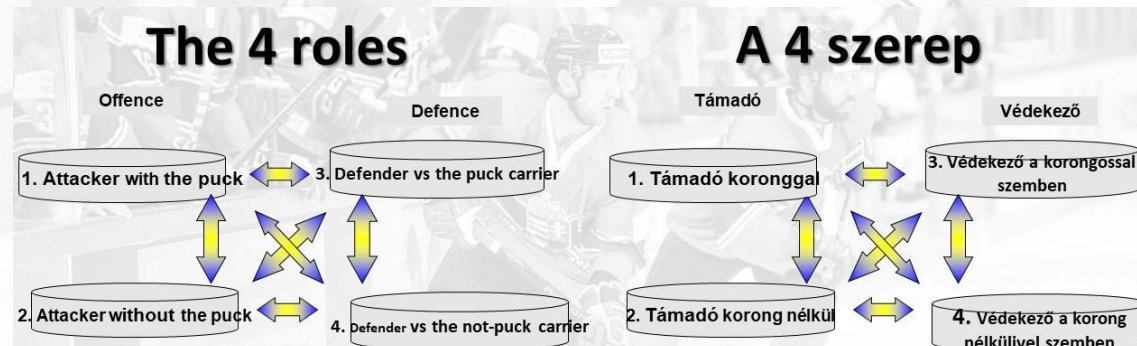 The 4 roles
Offence
Defence
1. Attacker with the puck
3. Defender vs the puck carrier
2. Attacker without the puck
4. Defender vs the not-puck carrier
A 4 szerep
Támadó
Védekező
1. Támadó koronggal
3. Védekező a korongossal
szemben
2. Támadó korong nélkül
4. Védekező a korong
nélkülivel szemben